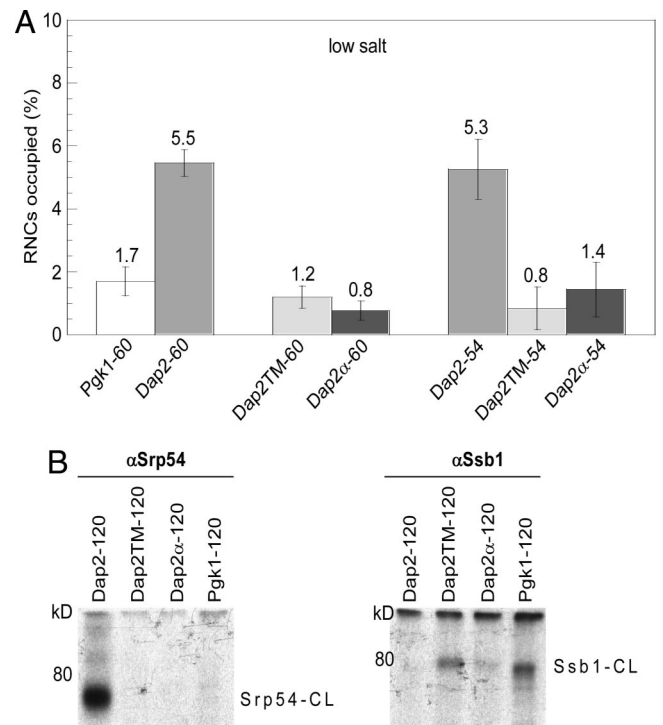 A
low salt
RNCs occupied (%)
10
8
6
4
2
0
1.7
5.5
1.2
0.8
5.3
0.8
1.4
Pgk1-60
Dap2-60
Dap2TM-60
Dap2α-60
Dap2-54
Dap2TM-54
Dap2α-54
B
αSrp54
Dap2-120
Dap2TM-120
Dap2α-120
Pgk1-120
kD
80
Srp54-CL
αSsb1
Dap2-120
Dap2TM-120
Dap2α-120
Pgk1-120
kD
80
Ssb1-CL